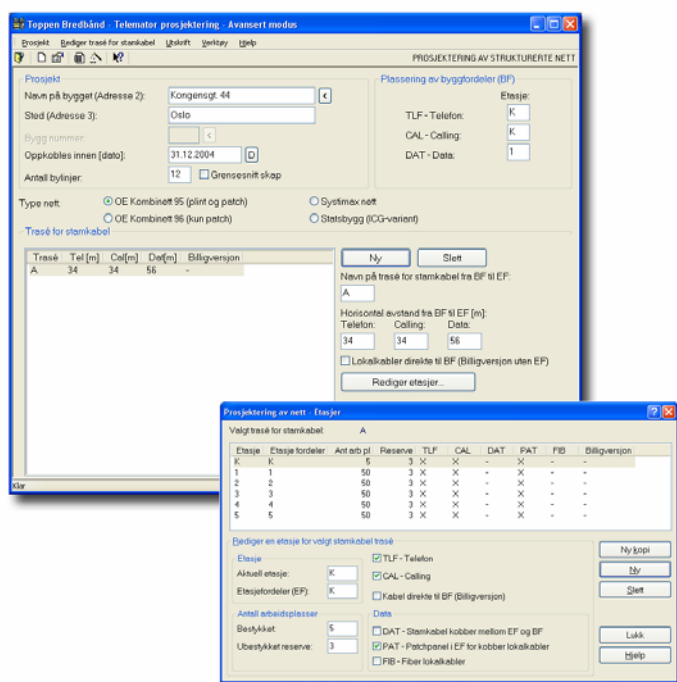 Toppen Bredbånd - Telemator prosjektering - Avansert modus
Prosjekt Rediger trasé for stamkabel Utskrift Verktøy Hjelp
PROSJEKTERING AV STRUKTURERTE NETT
Prosjekt
Navn på bygget (Adresse 2): Kongensgt. 44
Sted (Adresse 3): Oslo
Bygg nummer:
Oppkobles innen [dato]: 31.12.2004 D
Antall bylinjer: 12 Grensesnitt skap
Plassering av byggfordeler (BF)
Etasje:
TLF - Telefon: K
CAL - Calling: K
DAT - Data: 1
Type nett: OE Kombinett 95 (plint og patch) Systimax nett
OE Kombinett 96 (kun patch) Statsbygg (ICG-variant)
Trasé for stamkabel
Trasé Tel [m] Cal[m] Dat[m] Billigversjon
A 34 34 56 -
Ny Slett
Navn på trasé for stamkabel fra BF til EF:
A
Horisontal avstand fra BF til EF [m]:
Telefon: Calling: Data:
34 34 56
Lokalkabler direkte til BF (Billigversjon uten EF)
Rediger etasjer...
Klar
Prosjektering av nett - Etasjer
Valgt trasé for stamkabel: A
Etasje Etasje fordeler Ant arb pl Reserve TLF CAL DAT PAT FIB Billigversjon
K K 5 3 X X - X - -
1 1 50 3 X X - X - -
2 2 50 3 X X - X - -
3 3 50 3 X X - X - -
4 4 50 3 X X - X - -
5 5 50 3 X X - X - -
Rediger en etasje for valgt stamkabel trasé
Etasje
Aktuell etasje: K
Etasjefordeler (EF): K
TLF - Telefon
CAL - Calling
Kabel direkte til BF (Billigversjon)
Antall arbeidsplasser
Bestykket: 5
Ubestykket reserve: 3
Data
DAT - Stamkabel kobber mellom EF og BF
PAT - Patchpanel i EF for kobber lokalkabler
FIB - Fiber lokalkabler
Ny kopi
Ny
Slett
Lukk
Hjelp